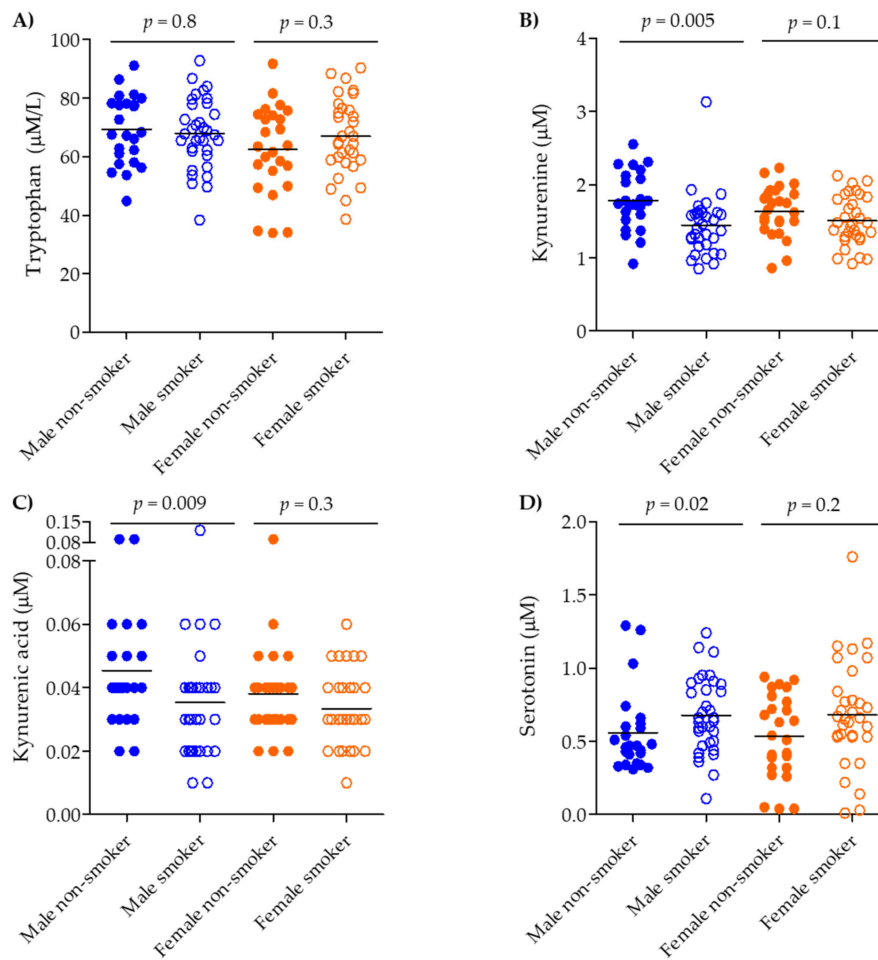 A)
p = 0.8
p = 0.3
Tryptophan (μM/L)
100
80
60
40
20
0
Male non-smoker
Male smoker
Female non-smoker
Female smoker
B)
p = 0.005
p = 0.1
Kynurenine (μM)
4
3
2
1
0
Male non-smoker
Male smoker
Female non-smoker
Female smoker
C)
p = 0.009
p = 0.3
Kynurenic acid (μM)
0.15
0.08
0.08
0.06
0.04
0.02
0.00
Male non-smoker
Male smoker
Female non-smoker
Female smoker
D)
p = 0.02
p = 0.2
Serotonin (μM)
2.0
1.5
1.0
0.5
0.0
Male non-smoker
Male smoker
Female non-smoker
Female smoker